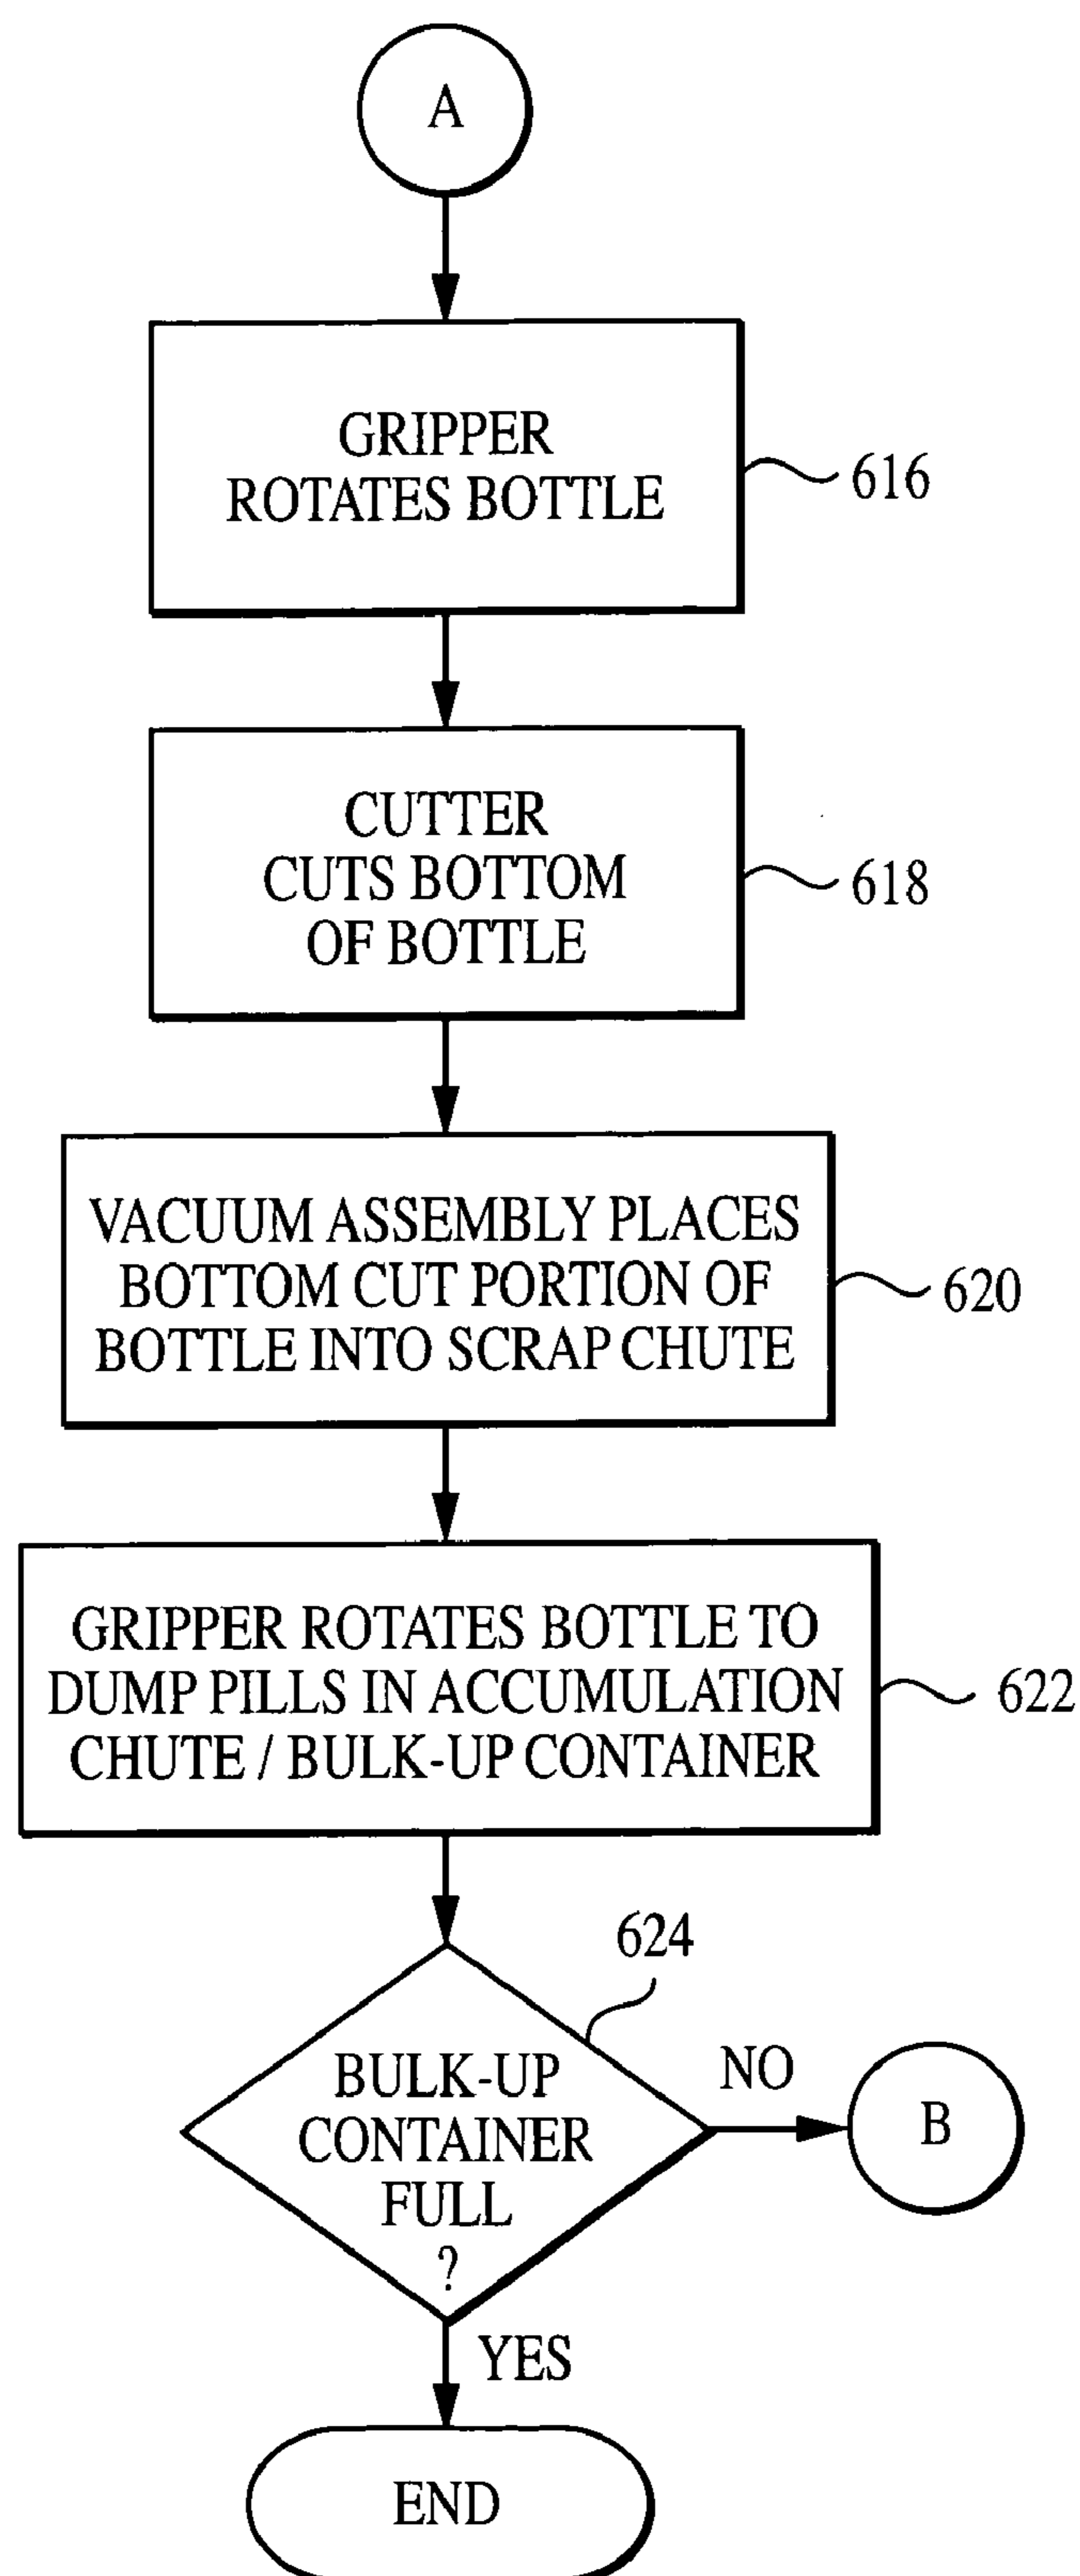 A
GRIPPER
ROTATES BOTTLE
616
CUTTER
CUTS BOTTOM
OF BOTTLE
618
VACUUM ASSEMBLY PLACES
BOTTOM CUT PORTION OF
BOTTLE INTO SCRAP CHUTE
620
GRIPPER ROTATES BOTTLE TO
DUMP PILLS IN ACCUMULATION
CHUTE / BULK-UP CONTAINER
622
624
BULK-UP
CONTAINER
FULL
?
NO
B
YES
END